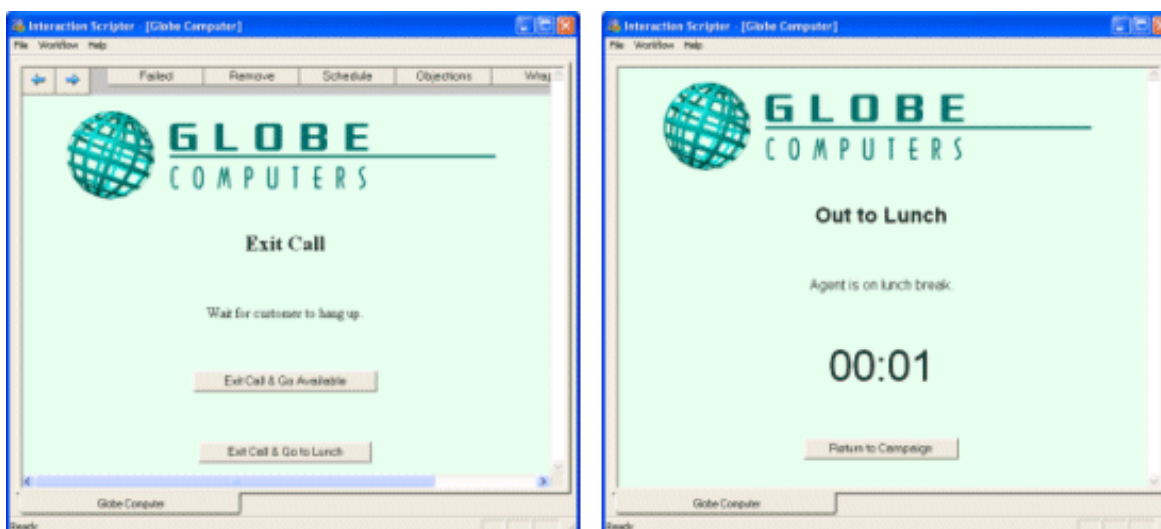 Interaction Scripter - [Globe Computer]
File Workflow Help
Failed Remove Schedule Objections Wrap
GLOBE
COMPUTERS
Exit Call
Wait for customer to hang up.
Exit Call & Go Available
Exit Call & Go to Lunch
Globe Computer
Ready
Interaction Scripter - [Globe Computer]
File Workflow Help
GLOBE
COMPUTERS
Out to Lunch
Agent is on lunch break.
00:01
Return to Campaign
Globe Computer
Ready